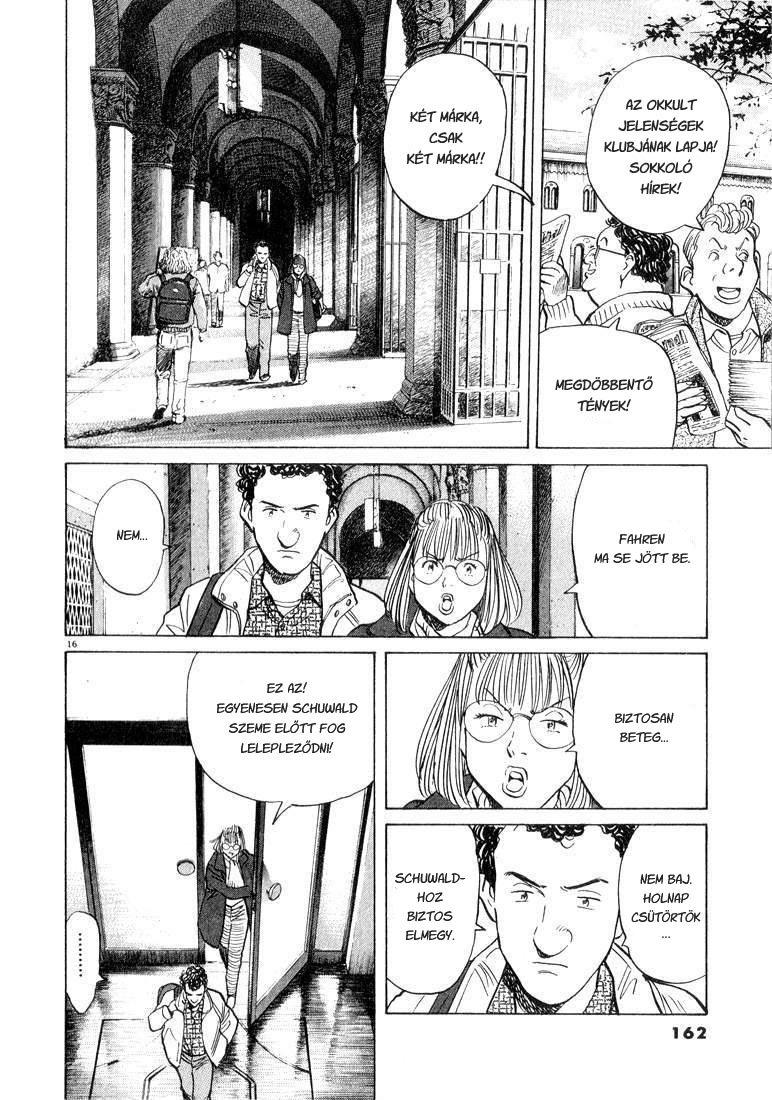 AZ OKKULT
JELENSÉGEK
KLUBJÁNAK LAPJA!
SOKKOLÓ
HÍREK!
MEGDÖBBENTŐ
TÉNYEK!
KÉT MÁRKA,
CSAK
KÉT MÁRKA!!
FAHREN
MA SE JÖTT BE.
NEM...
16
BIZTOSAN
BETEG...
NEM BAJ.
HOLNAP
CSÜTÖRTÖK
...
SCHUWALD-
HOZ
BIZTOS
ELMEGY.
EZ AZ!
EGYENESEN SCHUWALD
SZEME ELŐTT FOG
LELEPLEZŐDNI!
.........
162